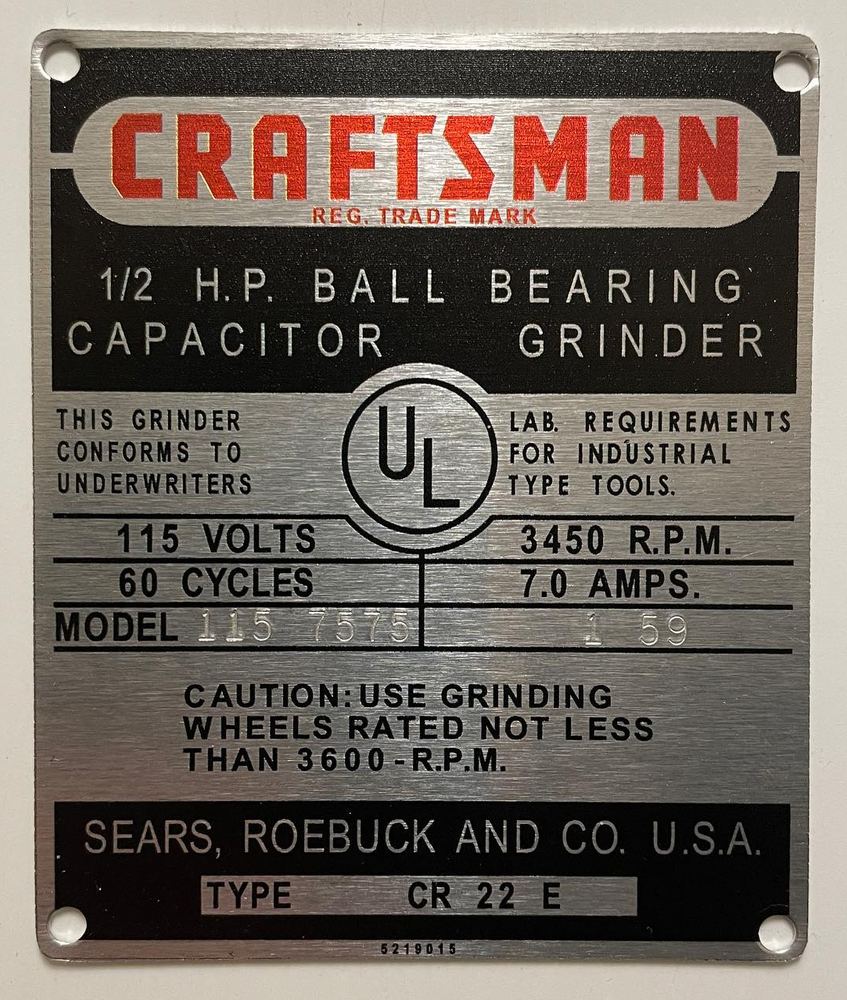 CRAFTSMAN
REG. TRADE MARK
1/2 H.P. BALL BEARING
CAPACITOR GRINDER
THIS GRINDER
CONFORMS TO
UNDERWRITERS
UL
LAB. REQUIREMENTS
FOR INDUSTRIAL
TYPE TOOLS.
115 VOLTS 3450 R.P.M.
60 CYCLES 7.0 AMPS.
MODEL 115 7575 1 59
CAUTION: USE GRINDING
WHEELS RATED NOT LESS
THAN 3600-R.P.M.
SEARS, ROEBUCK AND CO. U.S.A.
TYPE CR 22 E
5219015